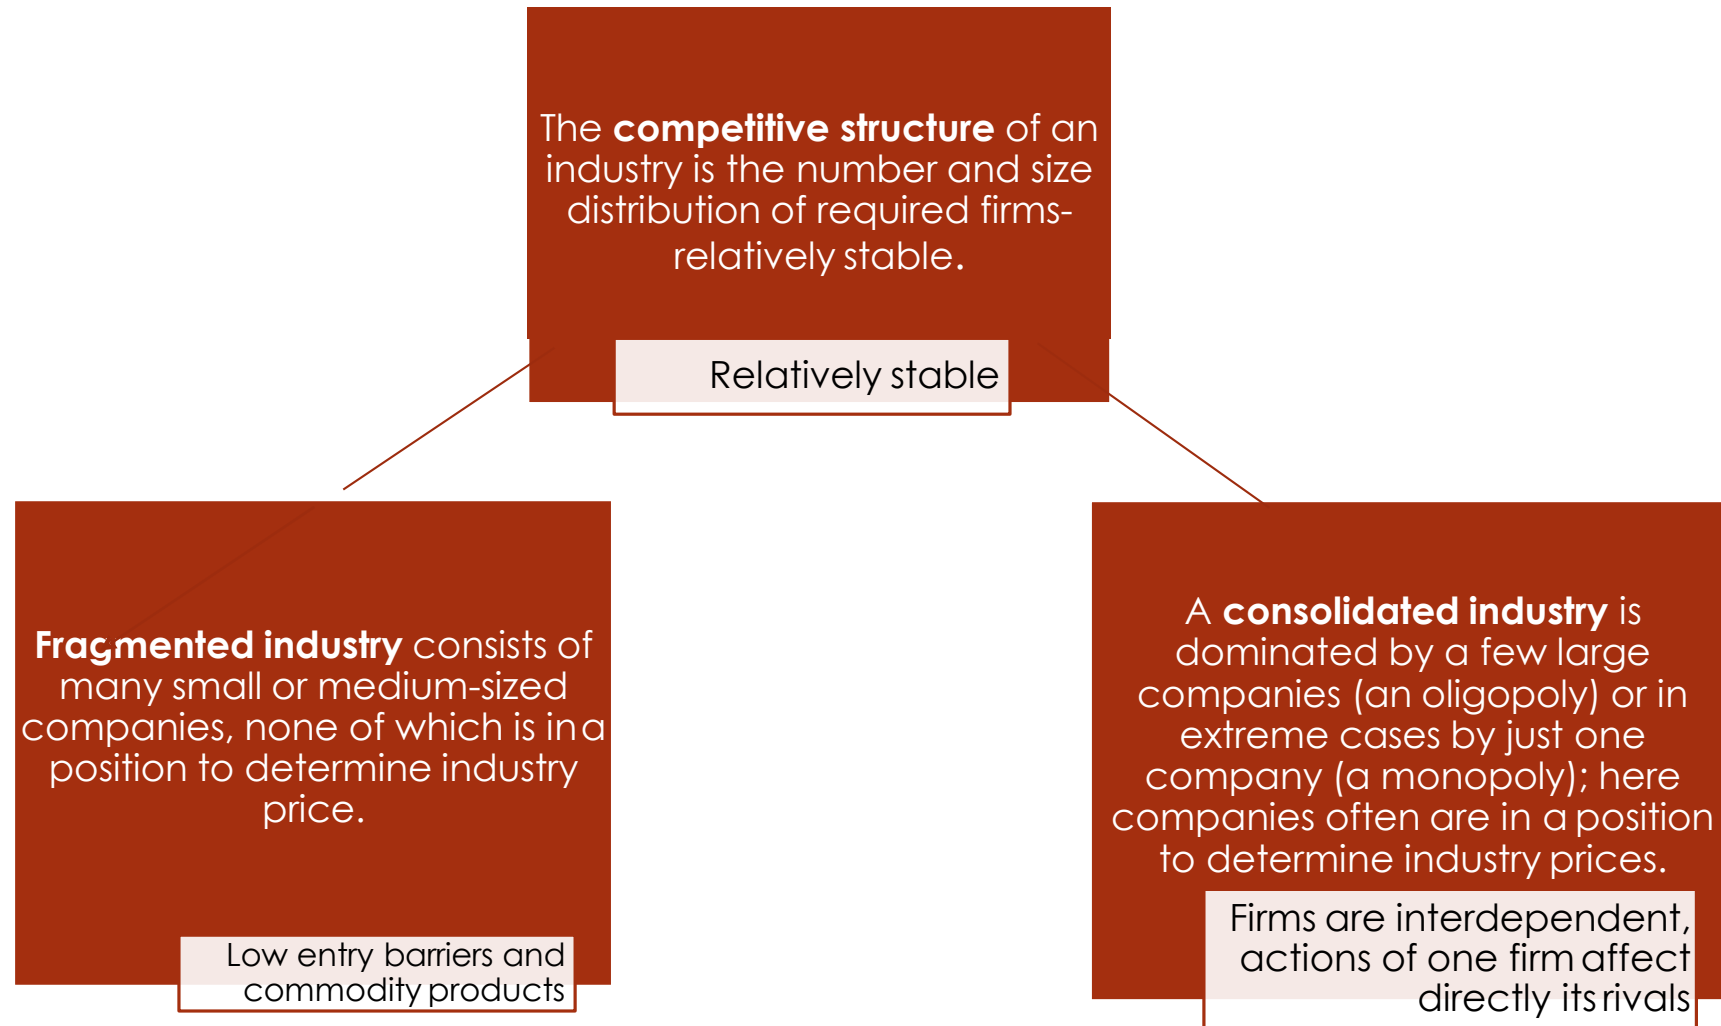 The competitive structure of an
industry is the number and size
distribution of required firms-
relatively stable.
Relatively stable
Fragmented industry consists of
many small or medium-sized
companies, none of which is in a
position to determine industry
price.
Low entry barriers and
commodity products
A consolidated industry is
dominated by a few large
companies (an oligopoly) or in
extreme cases by just one
company (a monopoly); here
companies often are in a position
to determine industry prices.
Firms are interdependent,
actions of one firm affect
directly its rivals